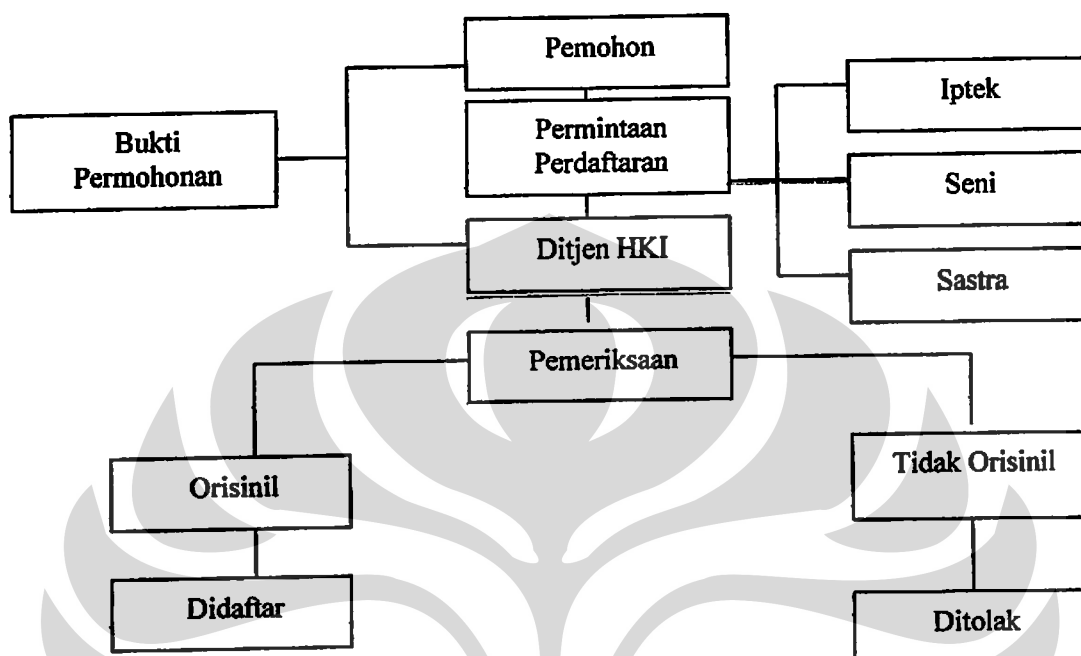 Pemohon
Iptek
Bukti
Permohonan
Permintaan
Perdaftaran
Seni
Ditjen HKI
Sastra
Pemeriksaan
Orisinil
Tidak Orisinil
Didaftar
Ditolak